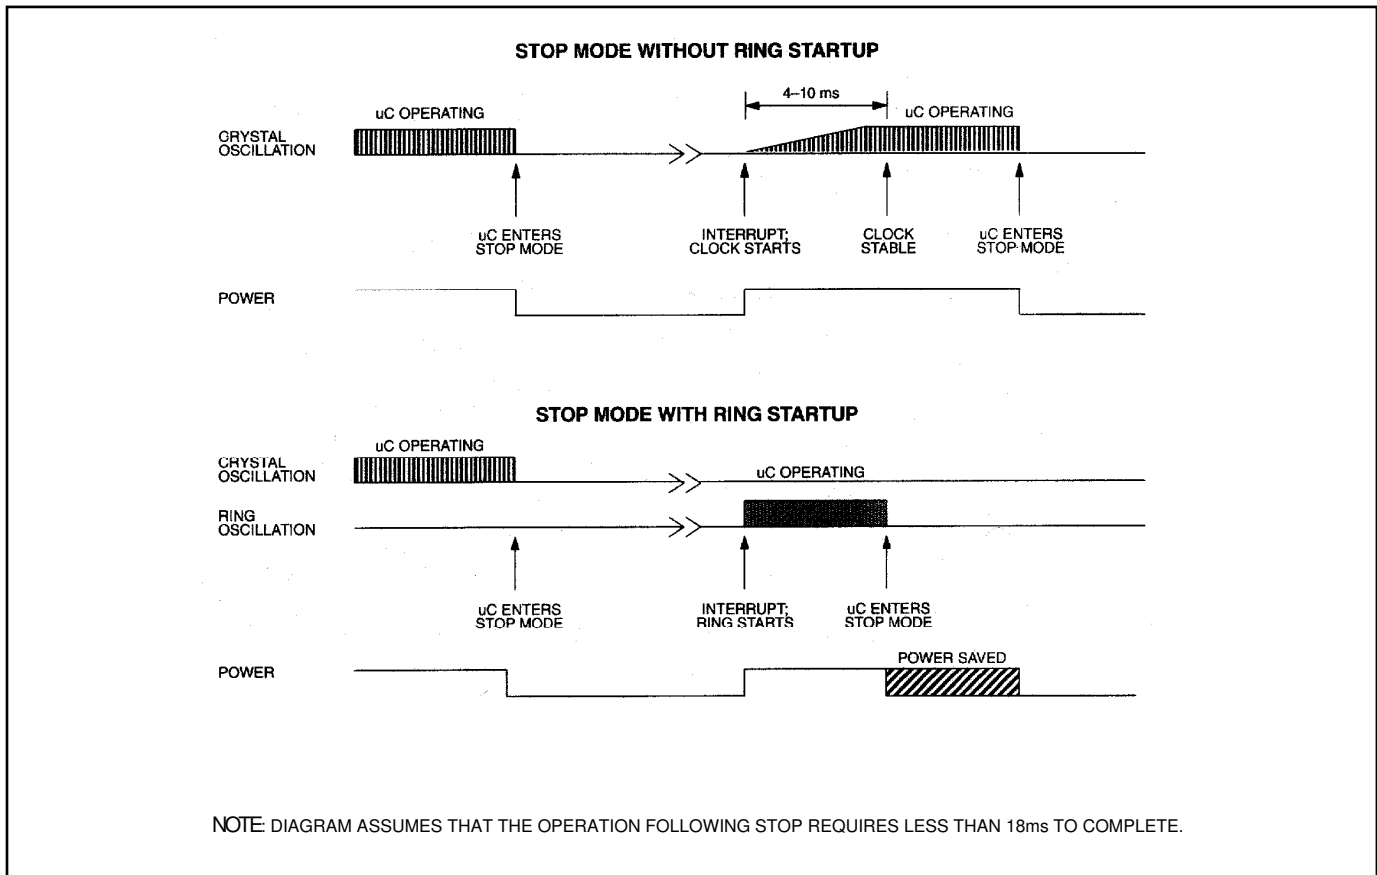 STOP MODE WITHOUT RING STARTUP
4–10 ms
uC OPERATING
uC OPERATING
CRYSTAL
OSCILLATION
uC ENTERS
STOP MODE
INTERRUPT;
CLOCK STARTS
CLOCK
STABLE
uC ENTERS
STOP MODE
POWER
STOP MODE WITH RING STARTUP
uC OPERATING
CRYSTAL
OSCILLATION
uC OPERATING
RING
OSCILLATION
uC ENTERS
STOP MODE
INTERRUPT;
RING STARTS
uC ENTERS
STOP MODE
POWER SAVED
POWER
NOTE: DIAGRAM ASSUMES THAT THE OPERATION FOLLOWING STOP REQUIRES LESS THAN 18ms TO COMPLETE.